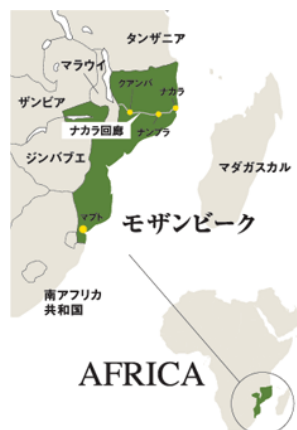 タンザニア
マラウイ
クアンバ
ナカラ
ザンビア
ナカラ回廊
ナンプラ
ジンバブエ
マダガスカル
モザンビーク
マプト
南アフリカ
共和国
AFRICA